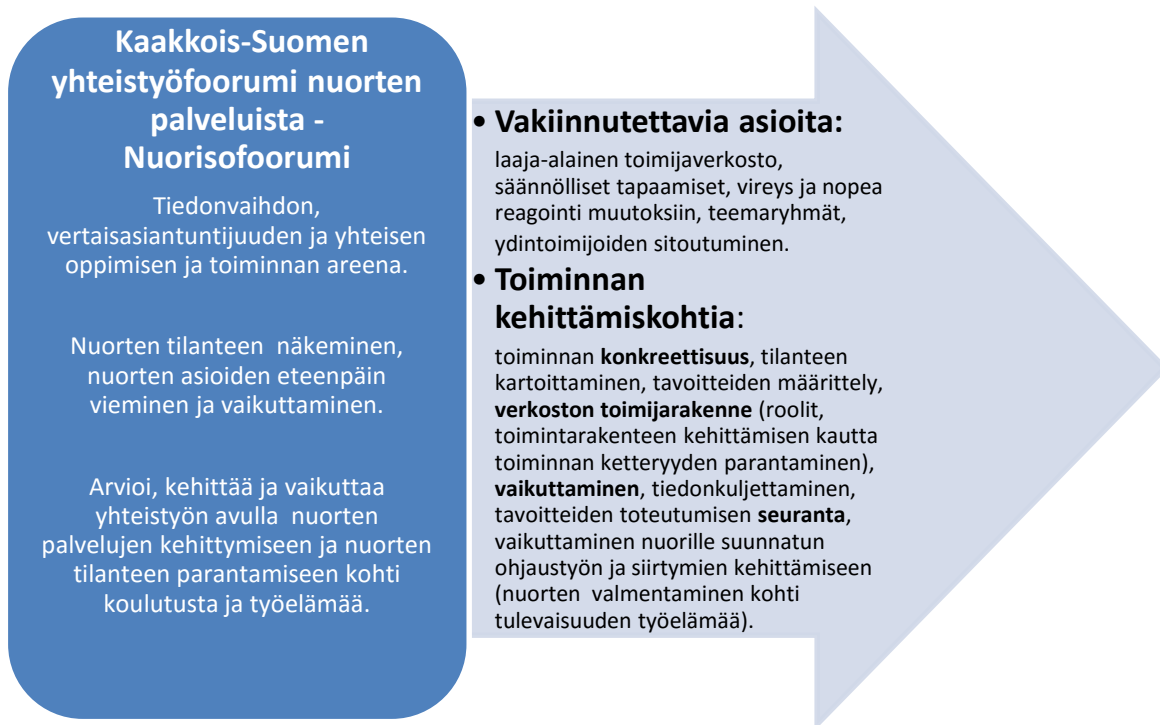 Kaakkois-Suomen
yhteistyöfoorumi nuorten
palveluista -
Nuorisofoorumi
Tiedonvaihdon,
vertaisasiantuntijuuden ja yhteisen
oppimisen ja toiminnan areena.
Nuorten tilanteen näkeminen,
nuorten asioiden eteenpäin
vieminen ja vaikuttaminen.
Arvioi, kehittää ja vaikuttaa
yhteistyön avulla nuorten
palvelujen kehittymiseen ja nuorten
tilanteen parantamiseen kohti
koulutusta ja työelämää.
• Vakiinnutettavia asioita:
laaja-alainen toimijaverkosto,
säännölliset tapaamiset, vireys ja nopea
reagointi muutoksiin, teemaryhmät,
ydintoimijoiden sitoutuminen.
• Toiminnan
kehittämiskohtia:
toiminnan konkreettisuus, tilanteen
kartoittaminen, tavoitteiden määrittely,
verkoston toimijarakenne (roolit,
toimintarakenteen kehittämisen kautta
toiminnan ketteryyden parantaminen),
vaikuttaminen, tiedonkuljettaminen,
tavoitteiden toteutumisen seuranta,
vaikuttaminen nuorille suunnatun
ohjaustyön ja siirtymien kehittämiseen
(nuorten valmentaminen kohti
tulevaisuuden työelämää).